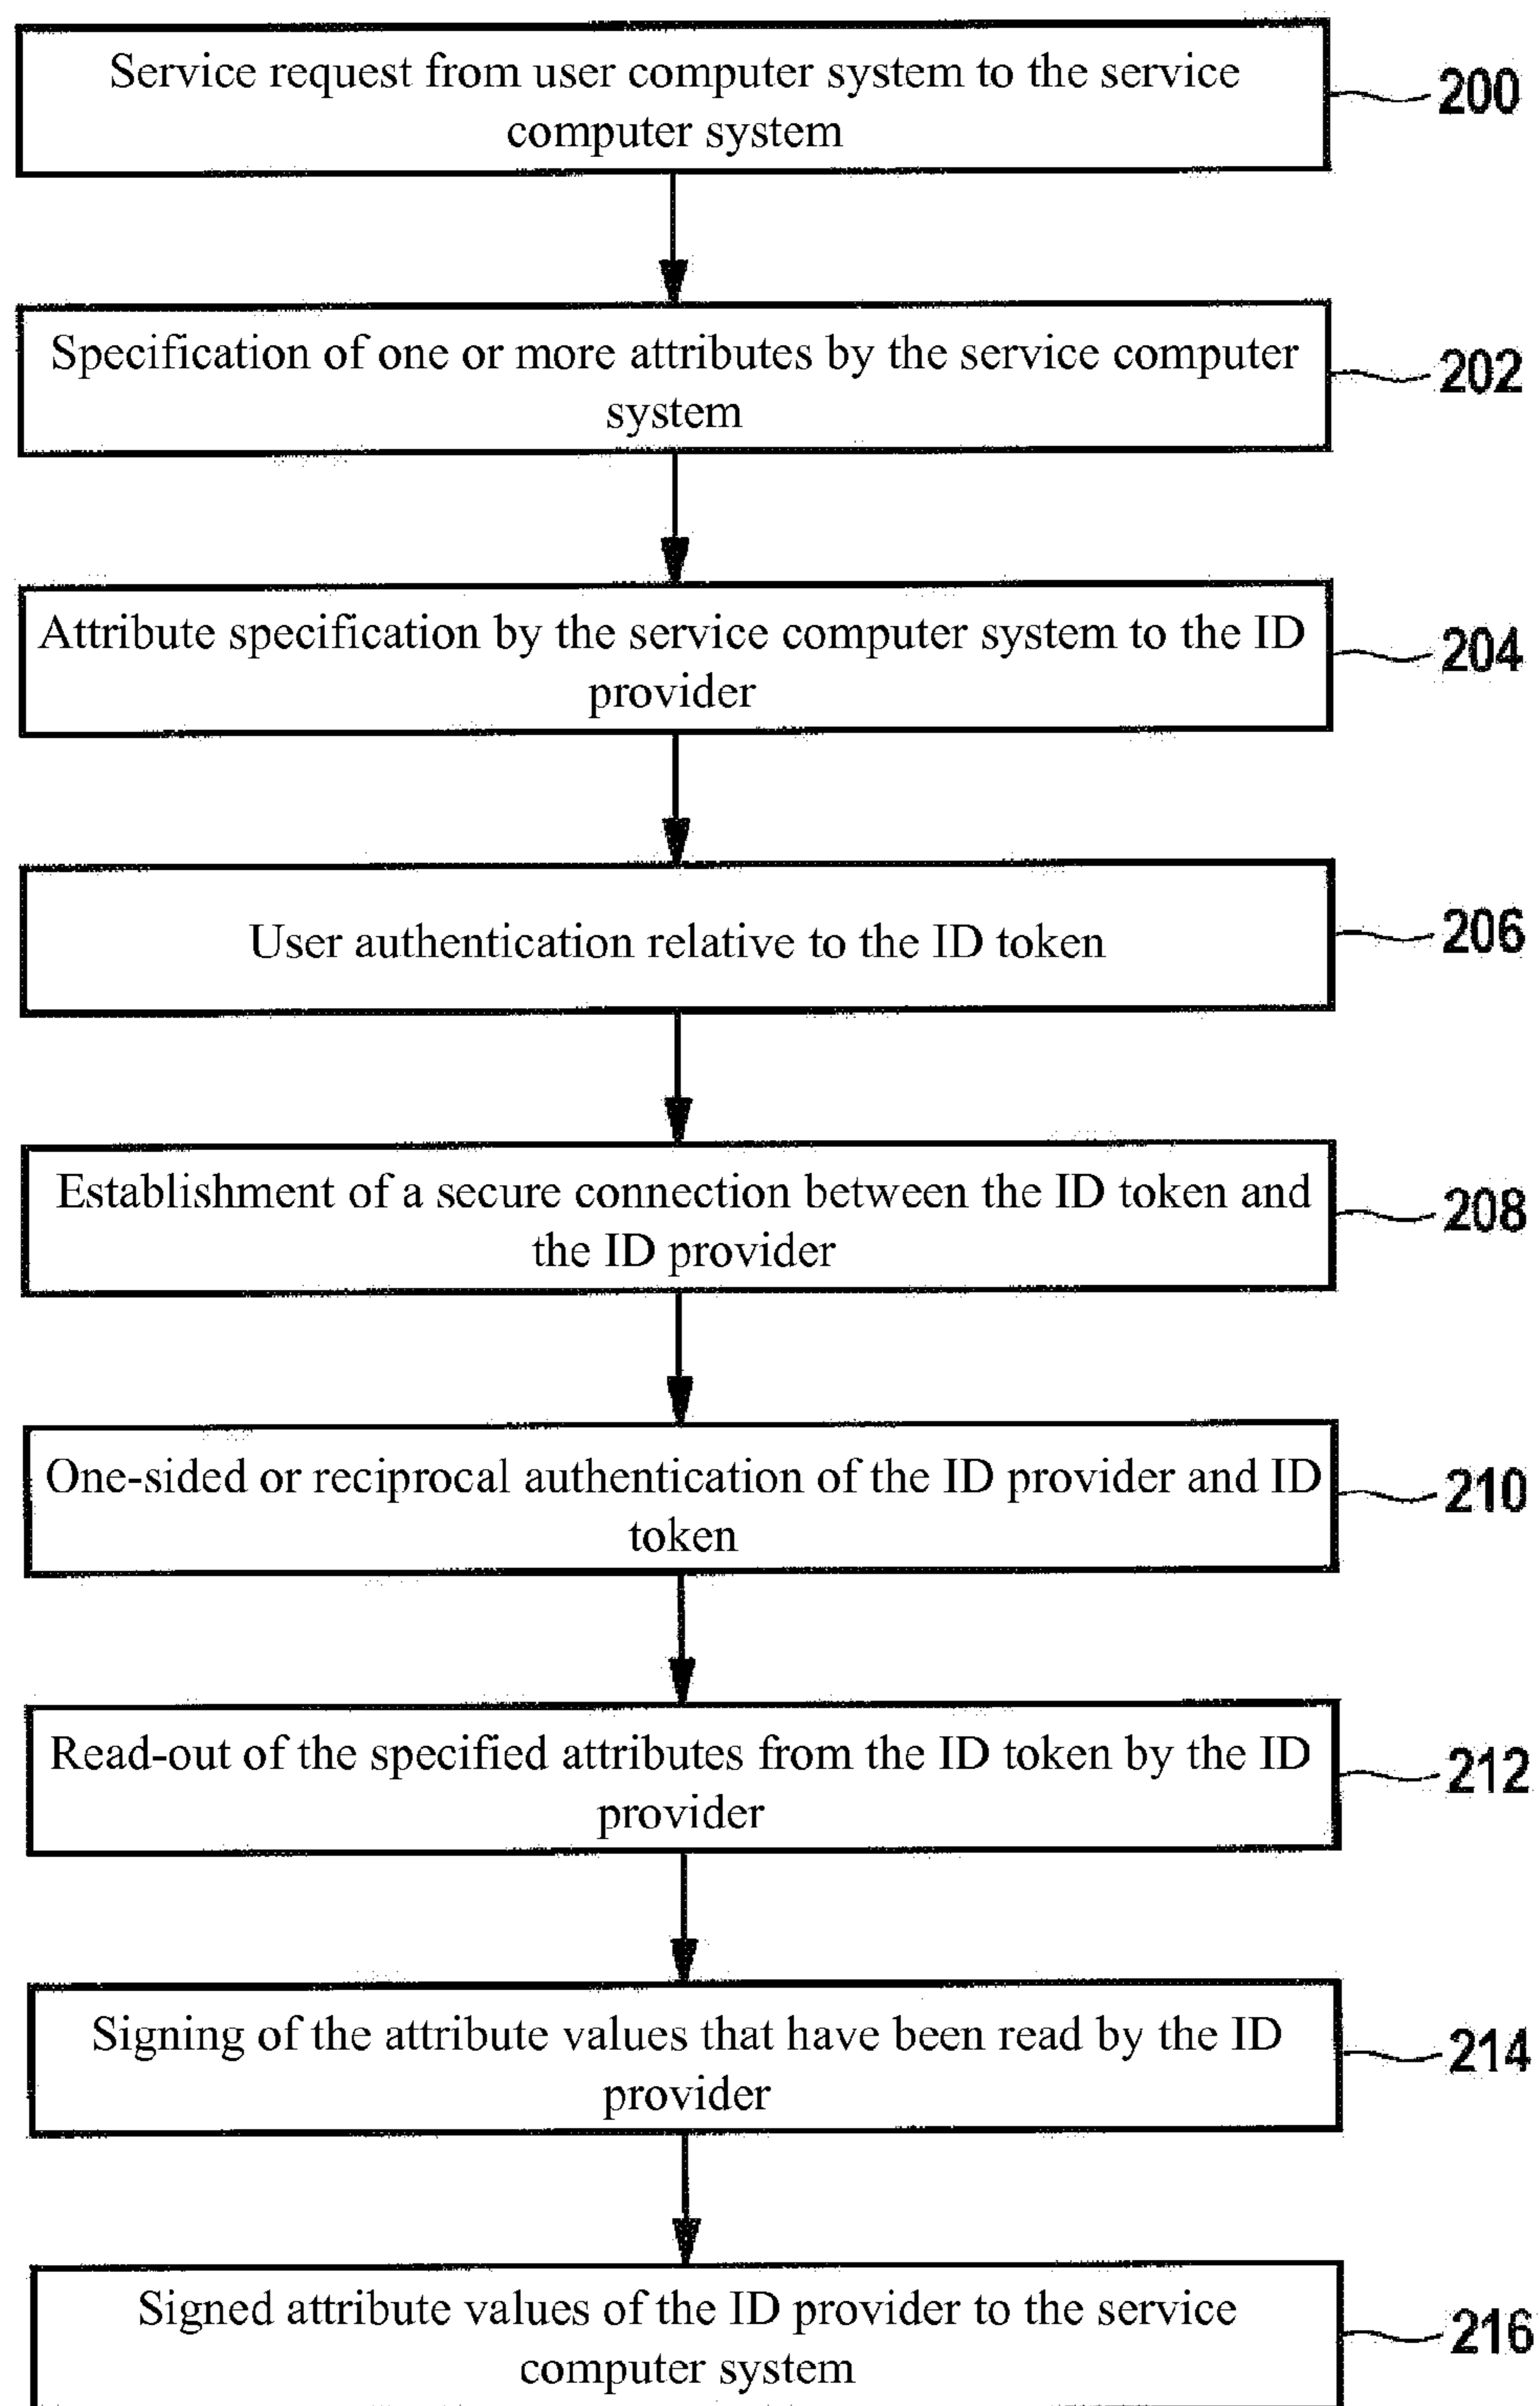 Service request from user computer system to the service
computer system
200
Specification of one or more attributes by the service computer
system
202
Attribute specification by the service computer system to the ID
provider
204
User authentication relative to the ID token
206
Establishment of a secure connection between the ID token and
the ID provider
208
One-sided or reciprocal authentication of the ID provider and ID
token
210
Read-out of the specified attributes from the ID token by the ID
provider
212
Signing of the attribute values that have been read by the ID
provider
214
Signed attribute values of the ID provider to the service
computer system
216